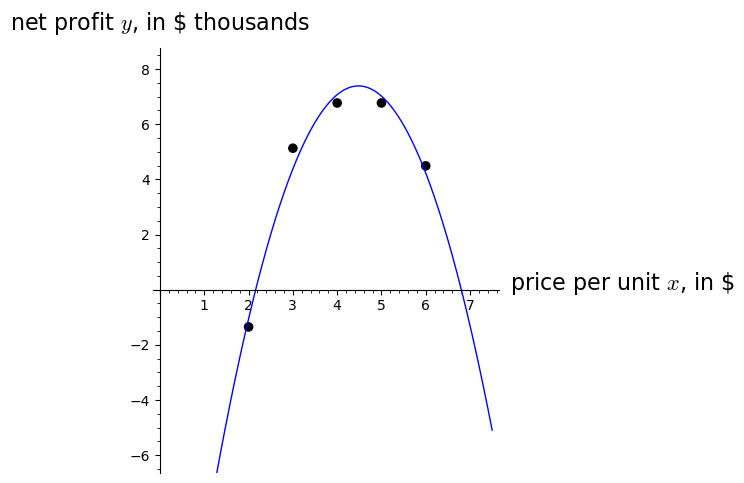 net profit y, in $ thousands
8
6
4
2
price per unit x, in $
1 2 3 4 5 6 7
−2
−4
−6